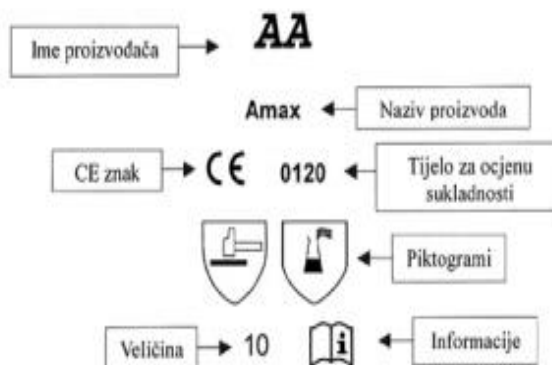 AA
Ime proizvođača
Amax
Naziv proizvoda
CE znak
CE
0120
Tijelo za ocjenu
sukladnosti
Piktogrami
Veličina
10
i
Informacije